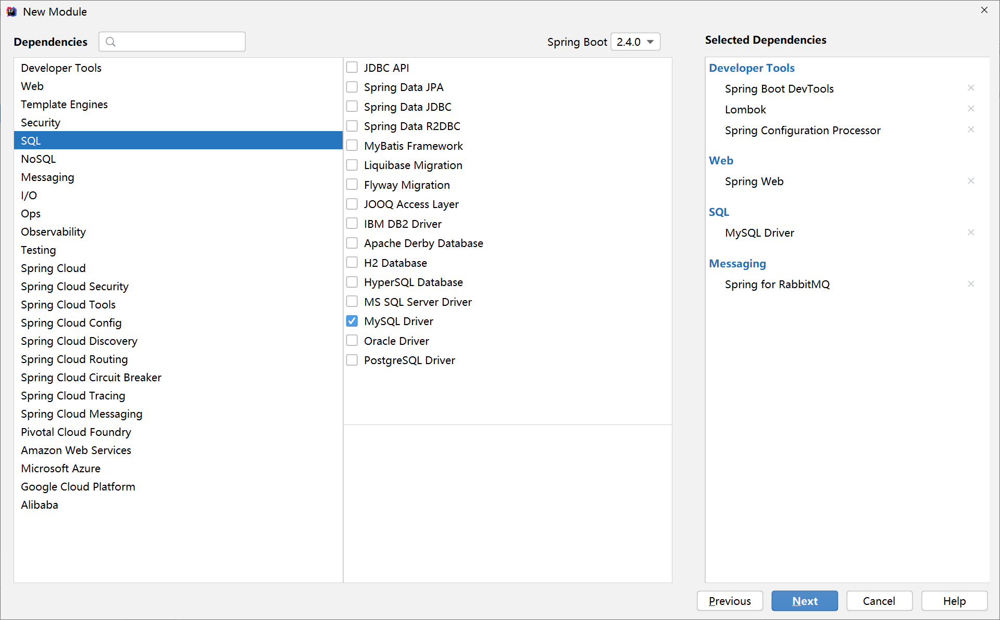 New Module
Dependencies
Spring Boot 2.4.0
Selected Dependencies
Developer Tools
Web
Template Engines
Security
SQL
NoSQL
Messaging
I/O
Ops
Observability
Testing
Spring Cloud
Spring Cloud Security
Spring Cloud Tools
Spring Cloud Config
Spring Cloud Discovery
Spring Cloud Routing
Spring Cloud Circuit Breaker
Spring Cloud Tracing
Spring Cloud Messaging
Pivotal Cloud Foundry
Amazon Web Services
Microsoft Azure
Google Cloud Platform
Alibaba
JDBC API
Spring Data JPA
Spring Data JDBC
Spring Data R2DBC
MyBatis Framework
Liquibase Migration
Flyway Migration
JOOQ Access Layer
IBM DB2 Driver
Apache Derby Database
H2 Database
HyperSQL Database
MS SQL Server Driver
MySQL Driver
Oracle Driver
PostgreSQL Driver
Developer Tools
Spring Boot DevTools
Lombok
Spring Configuration Processor
Web
Spring Web
SQL
MySQL Driver
Messaging
Spring for RabbitMQ
Previous
Next
Cancel
Help